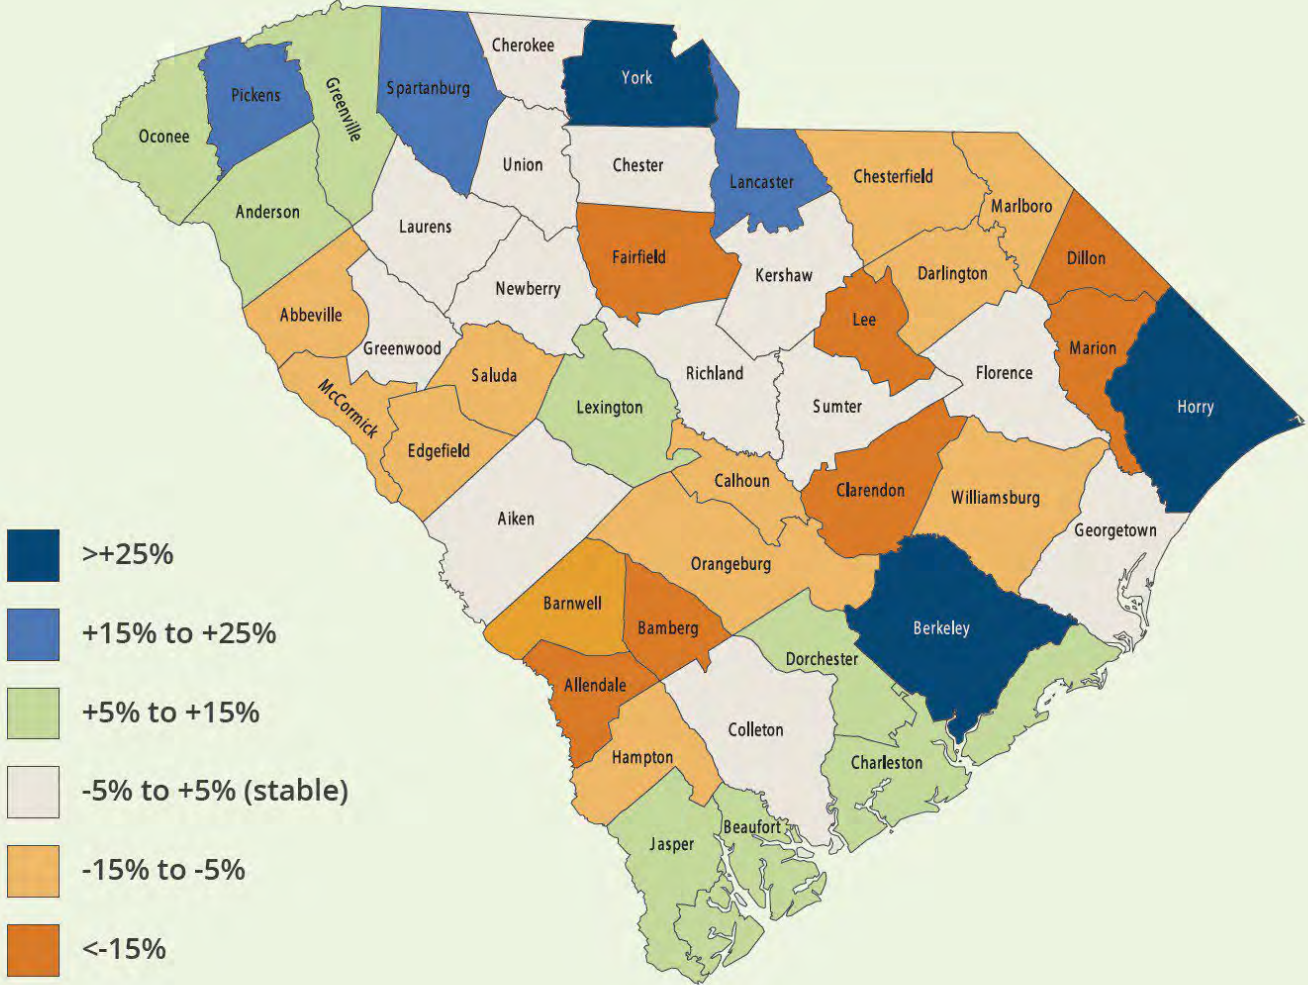 Cherokee
York
Pickens
Spartanburg
Greenville
Oconee
Union
Chester
Lancaster
Chesterfield
Marlboro
Anderson
Laurens
Fairfield
Kershaw
Darlington
Dillon
Newberry
Abbeville
Greenwood
Lee
Marion
Saluda
Richland
Florence
McCormick
Lexington
Sumter
Horry
Edgefield
Calhoun
Clarendon
Williamsburg
Aiken
Georgetown
Orangeburg
Barnwell
Bamberg
Berkeley
Dorchester
Allendale
Colleton
Hampton
Charleston
Beaufort
Jasper
>+25%
+15% to +25%
+5% to +15%
-5% to +5% (stable)
-15% to -5%
<-15%